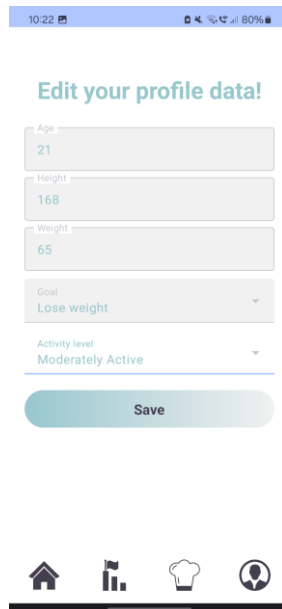 10:22 80%
Edit your profile data!
Age
21
Height
168
Weight
65
Goal
Lose weight
Activity level
Moderately Active
Save